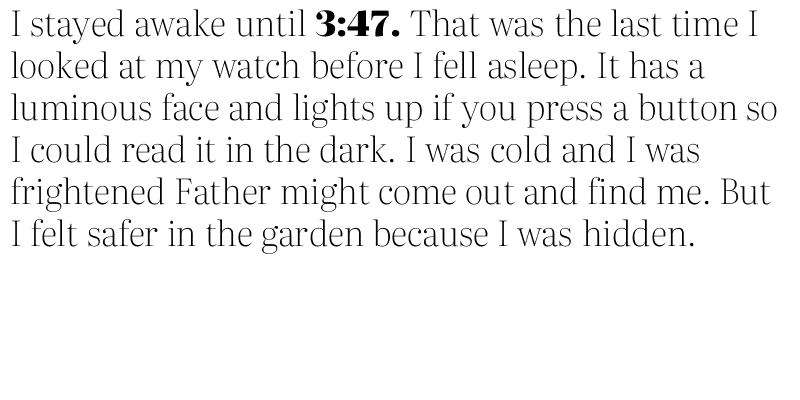 I stayed awake until 3:47. That was the last time I
looked at my watch before I fell asleep. It has a
luminous face and lights up if you press a button so
I could read it in the dark. I was cold and I was
frightened Father might come out and find me. But
I felt safer in the garden because I was hidden.